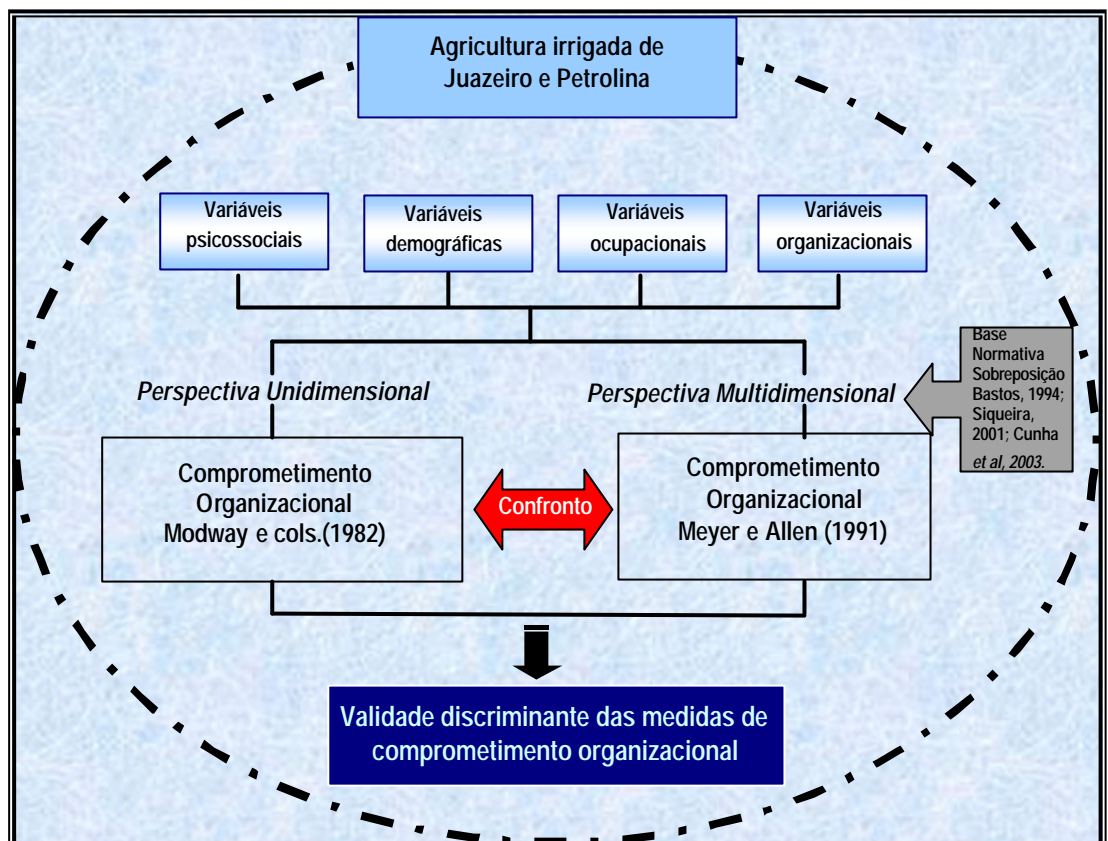 Agricultura irrigada de
Juazeiro e Petrolina
Variáveis
psicossociais
Variáveis
demográficas
Variáveis
ocupacionais
Variáveis
organizacionais
Perspectiva Unidimensional
Perspectiva Multidimensional
Base
Normativa
Sobreposição
Bastos, 1994;
Siqueira,
2001; Cunha
et al, 2003.
Comprometimento
Organizacional
Modway e cols.(1982)
Confronto
Comprometimento
Organizacional
Meyer e Allen (1991)
Validade discriminante das medidas de
comprometimento organizacional